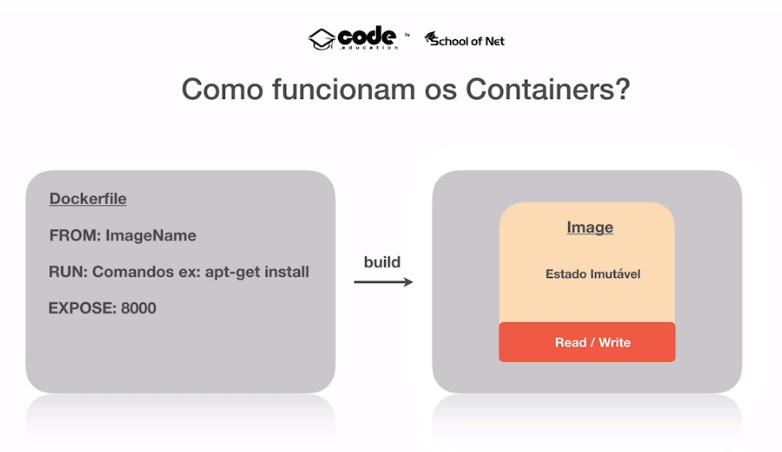 code
.education
by
School of Net
Como funcionam os Containers?
Dockerfile
FROM: ImageName
RUN: Comandos ex: apt-get install
EXPOSE: 8000
build
Image
Estado Imutável
Read / Write